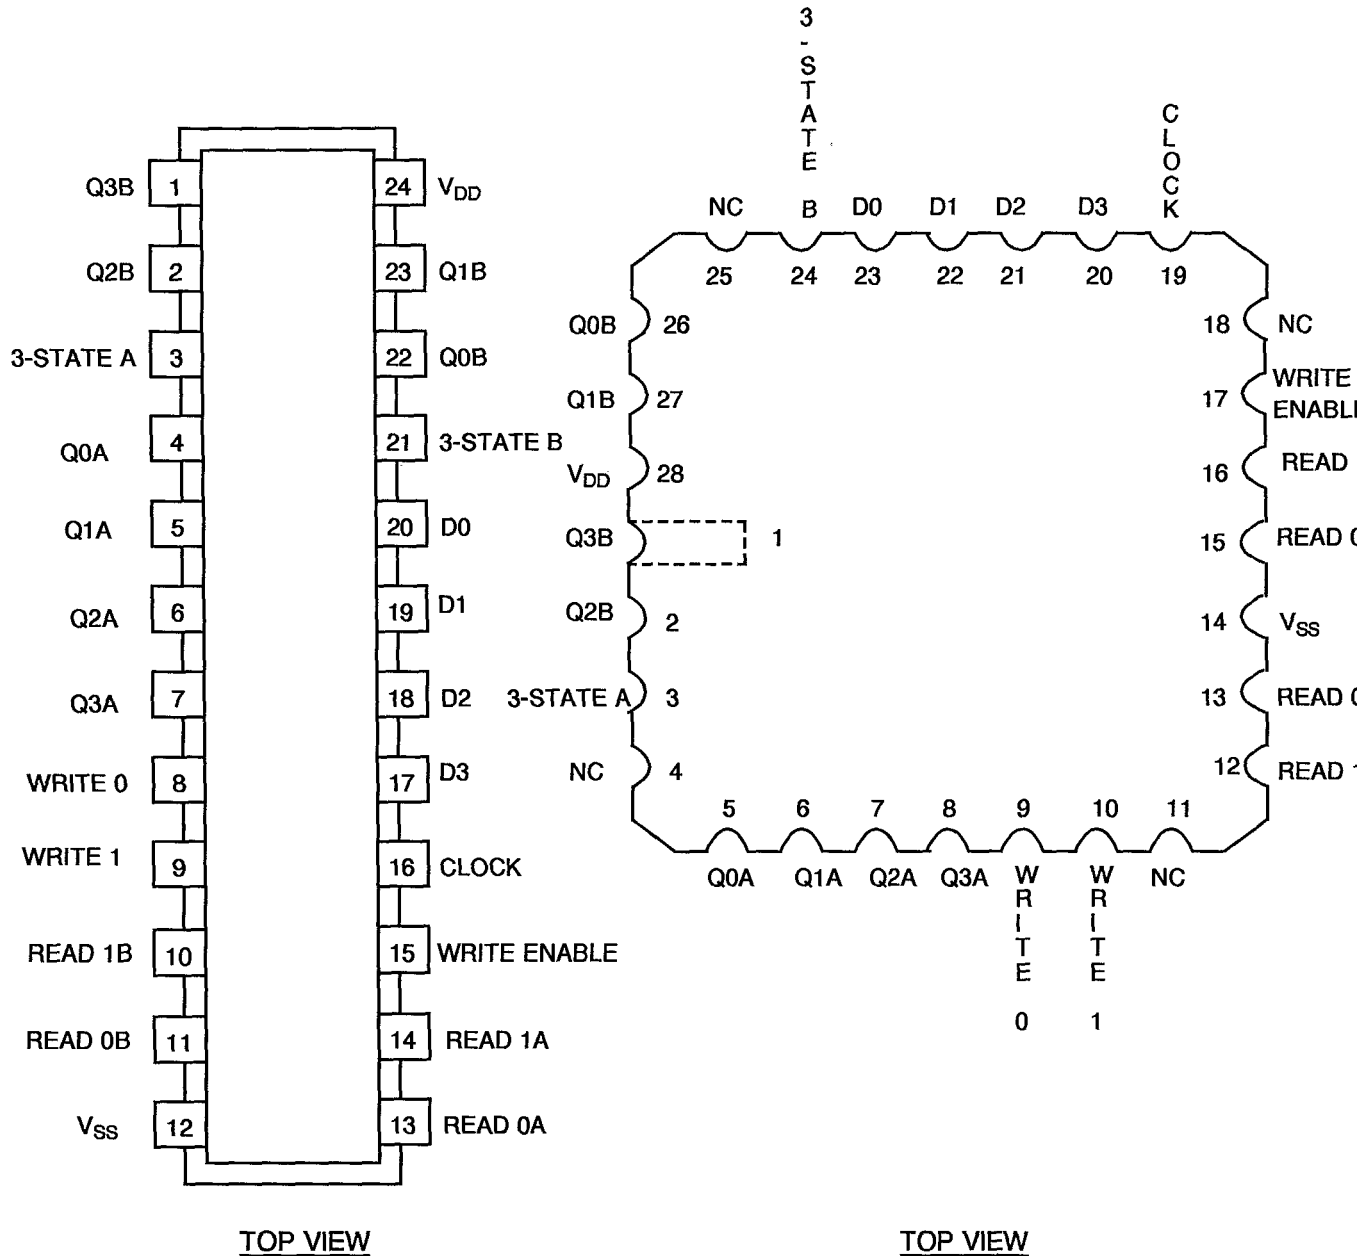 Q3B 1 24 VDD
Q2B 2 23 Q1B
3-STATE A 3 22 Q0B
Q0A 4 21 3-STATE B
Q1A 5 20 D0
Q2A 6 19 D1
Q3A 7 18 D2
WRITE 0 8 17 D3
WRITE 1 9 16 CLOCK
READ 1B 10 15 WRITE ENABLE
READ 0B 11 14 READ 1A
VSS 12 13 READ 0A
TOP VIEW
3-STATE B
CLOCK
NC D0 D1 D2 D3
25 24 23 22 21 20 19
Q0B 26
Q1B 27
VDD 28
Q3B 1
Q2B 2
3-STATE A 3
NC 4
18 NC
17 WRITE
ENABL
16 READ
15 READ 0
14 VSS
13 READ 0
12 READ 1
5 6 7 8 9 10 11
Q0A Q1A Q2A Q3A WRITE 0 WRITE 1 NC
TOP VIEW